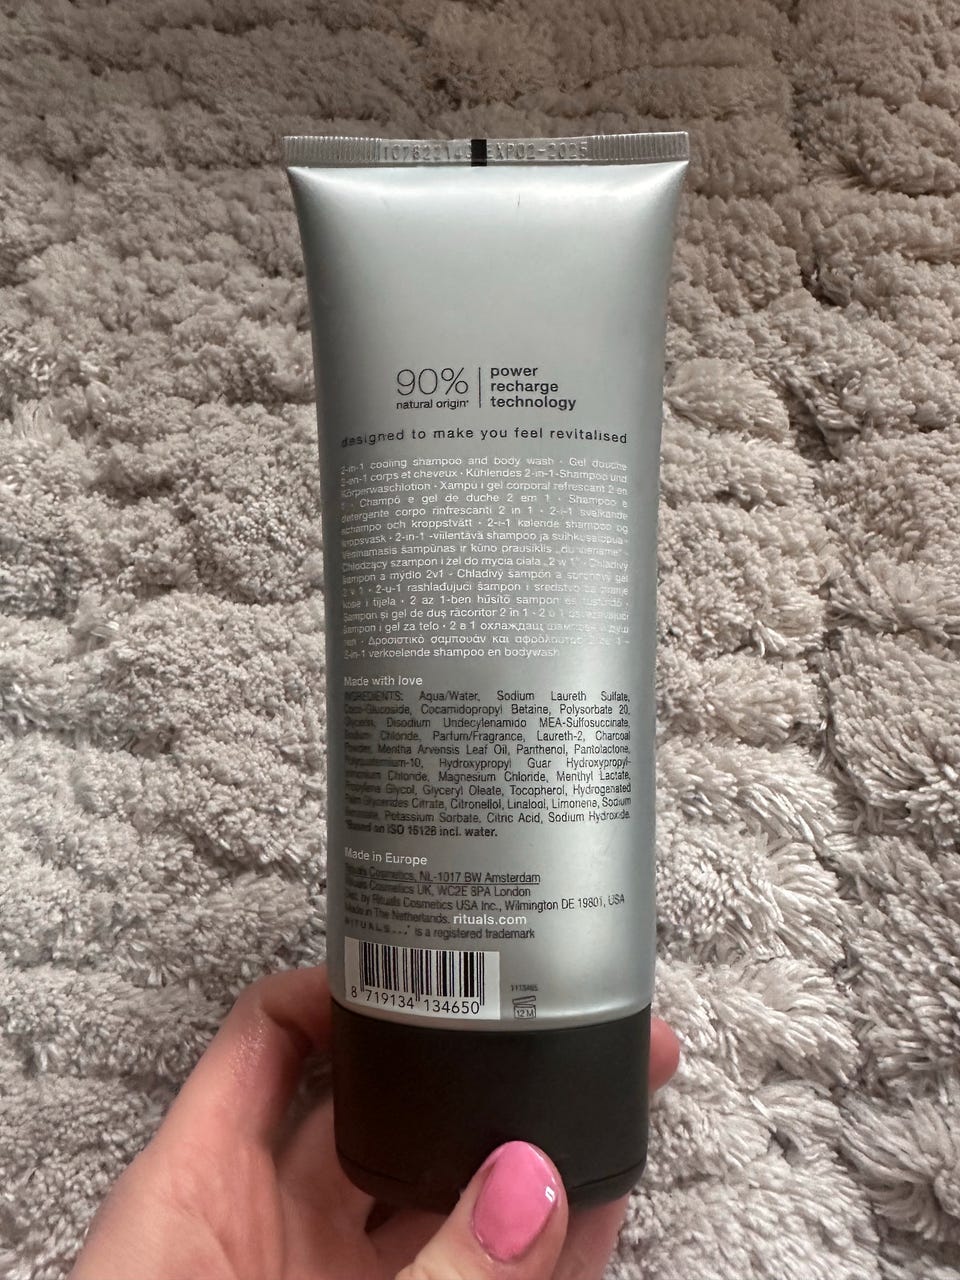 EXP02-2025
90%
natural origin*
power
recharge
technology
designed to make you feel revitalised
2-in-1 cooling shampoo and body wash • Gel douche
2-en-1 corps et cheveux • Kühlendes 2-in-1-Shampoo und
Körperwaschlotion • Xampú i gel corporal refrescant 2 en
1 • Champô e gel de duche 2 em 1 • Shampoo e
detergente corpo rinfrescanti 2 in 1 • 2-i-1 svalkande
schampo och kroppstvätt • 2-i-1 kølende shampoo og
kroppsvask • 2-in-1 -viilentävä shampoo ja suihkusaippua •
Vėsinamasis šampūnas ir kūno prausiklis „du viename“ •
Chłodzący szampon i żel do mycia ciała „2 w 1” • Chladivý
šampon a mýdlo 2v1 • Chladivý šampón a sprchový gél
2 v 1 • 2-u-1 rashlađujući šampon i sredstvo za pranje
kose i tijela • 2 az 1-ben hűsítő sampon és tusfürdő •
Șampon și gel de duș răcoritor 2 în 1 • 2 v 1 osvežavajući
šampon i gel za telo • 2 в 1 охлаждащ шампоан и душ
гел • Δροσιστικό σαμπουάν και αφρόλουτρο 2 σε 1 •
2-in-1 verkoelende shampoo en bodywash
Made with love
INGREDIENTS: Aqua/Water, Sodium Laureth Sulfate,
Coco-Glucoside, Cocamidopropyl Betaine, Polysorbate 20,
Glycerin, Disodium Undecylenamido MEA-Sulfosuccinate,
Sodium Chloride, Parfum/Fragrance, Laureth-2, Charcoal
Powder, Mentha Arvensis Leaf Oil, Panthenol, Pantolactone,
Polyquaternium-10, Hydroxypropyl Guar Hydroxypropyl-
trimonium Chloride, Magnesium Chloride, Menthyl Lactate,
Propylene Glycol, Glyceryl Oleate, Tocopherol, Hydrogenated
Palm Glycerides Citrate, Citronellol, Linalool, Limonene, Sodium
Benzoate, Potassium Sorbate, Citric Acid, Sodium Hydroxide.
*Based on ISO 16128 incl. water.
Made in Europe
Rituals Cosmetics, NL-1017 BW Amsterdam
Rituals Cosmetics UK, WC2E 8PA London
Dist. by Rituals Cosmetics USA Inc., Wilmington DE 19801, USA
Made in The Netherlands. rituals.com
RITUALS...* is a registered trademark
8 719134 134650
1113465
12 M